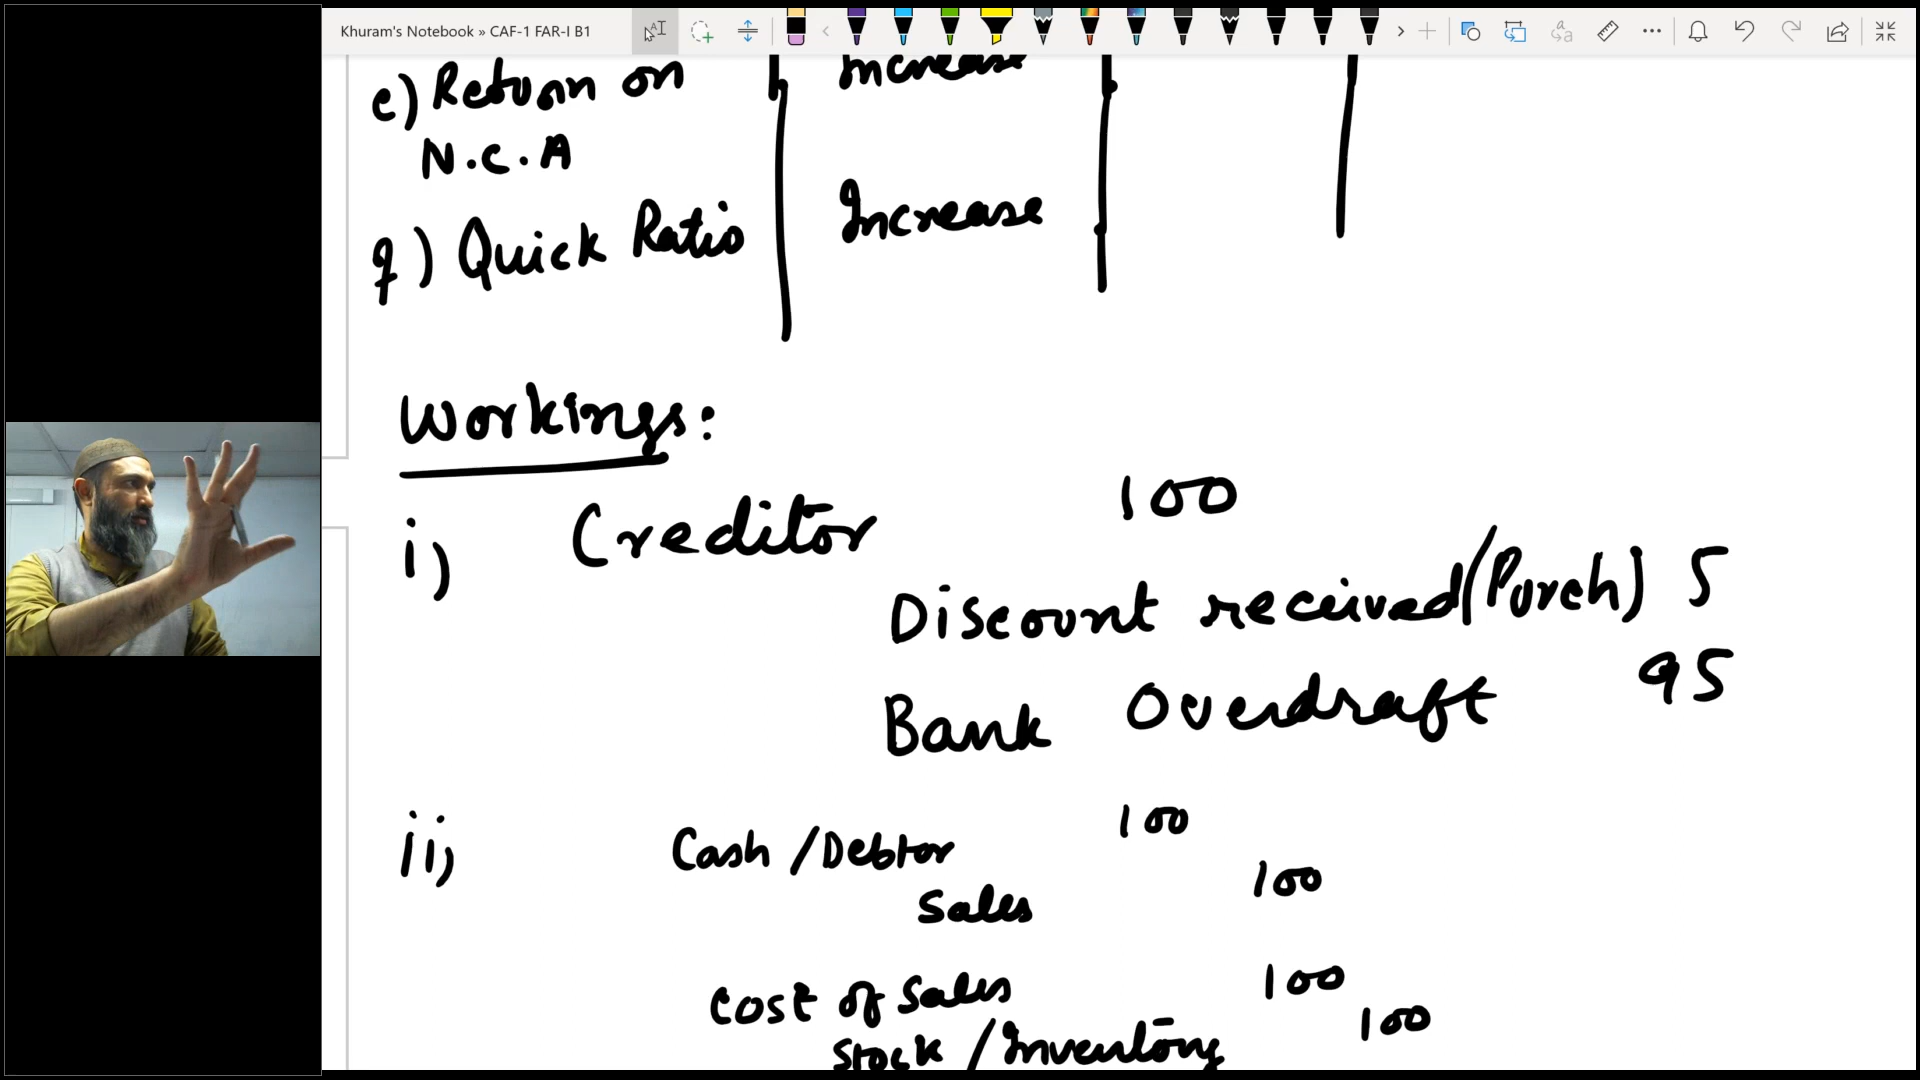 Khuram's Notebook » CAF-1 FAR-I B1
e) Return on Increase
N.C.A
f) Quick Ratio Increase
Workings:
i) Creditor 100
Discount received (Purch) 5
Bank Overdraft 95
ii) Cash / Debtor 100
Sales 100
Cost of Sales 100
Stock / Inventory 100